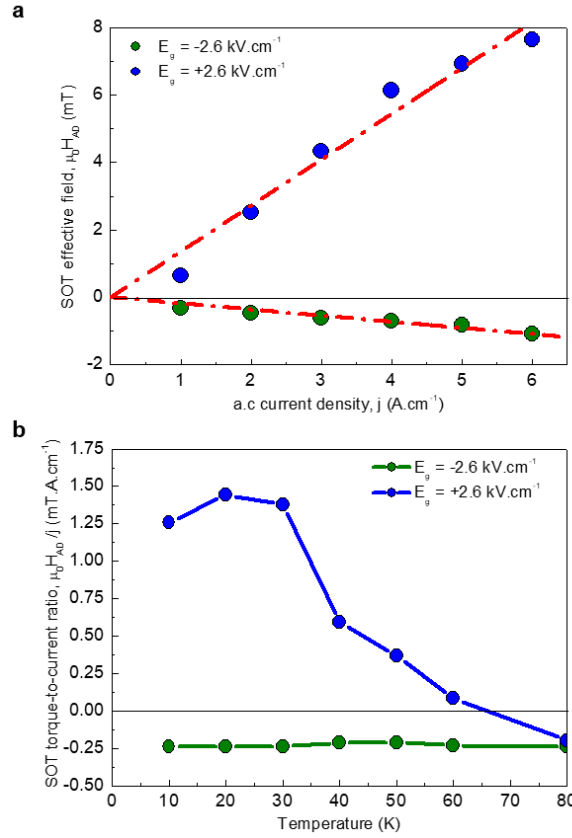 a
8
6
4
2
0
-2
SOT effective field, μ₀H_AD (mT)
E_g = -2.6 kV.cm⁻¹
E_g = +2.6 kV.cm⁻¹
0 1 2 3 4 5 6
a.c current density, j (A.cm⁻¹)
b
1.75
1.50
1.25
1.00
0.75
0.50
0.25
0.00
-0.25
-0.50
SOT torque-to-current ratio, μ₀H_AD /j (mT.A.cm⁻¹)
E_g = -2.6 kV.cm⁻¹
E_g = +2.6 kV.cm⁻¹
0 10 20 30 40 50 60 70 80
Temperature (K)